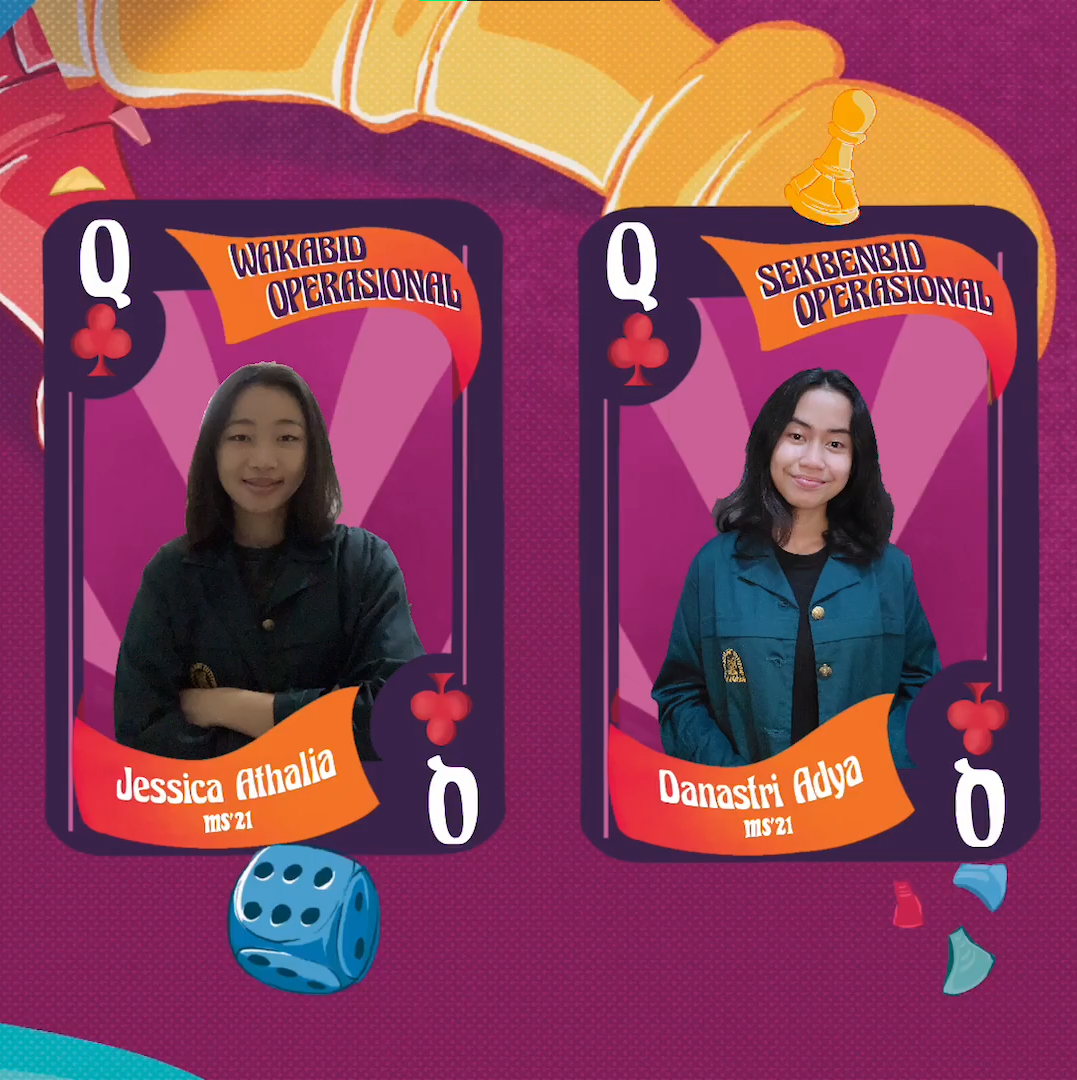 Q
WAKABID
OPERASIONAL
Jessica Athalia
MS'21
Q
Q
SEKBENBID
OPERASIONAL
Danastri Adya
MS'21
Q